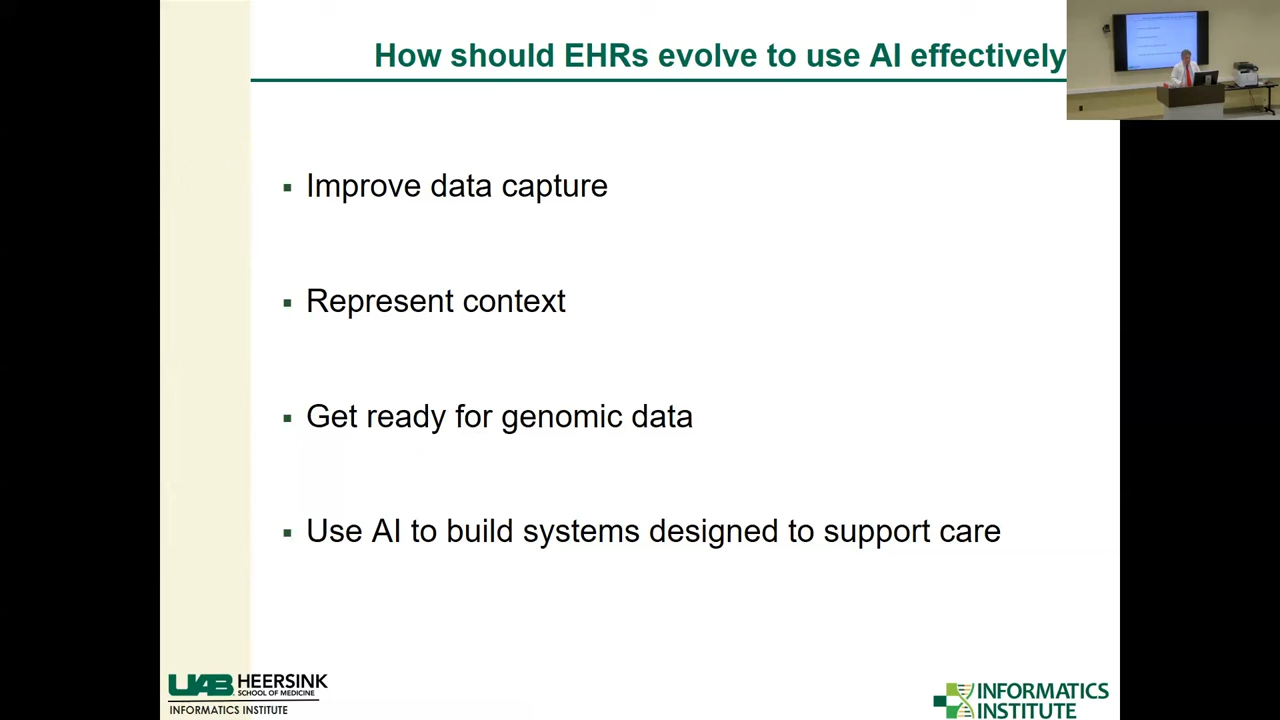 How should EHRs evolve to use AI effectively
Improve data capture
Represent context
Get ready for genomic data
Use AI to build systems designed to support care
UAB HEERSINK
SCHOOL OF MEDICINE
INFORMATICS INSTITUTE
INFORMATICS
INSTITUTE